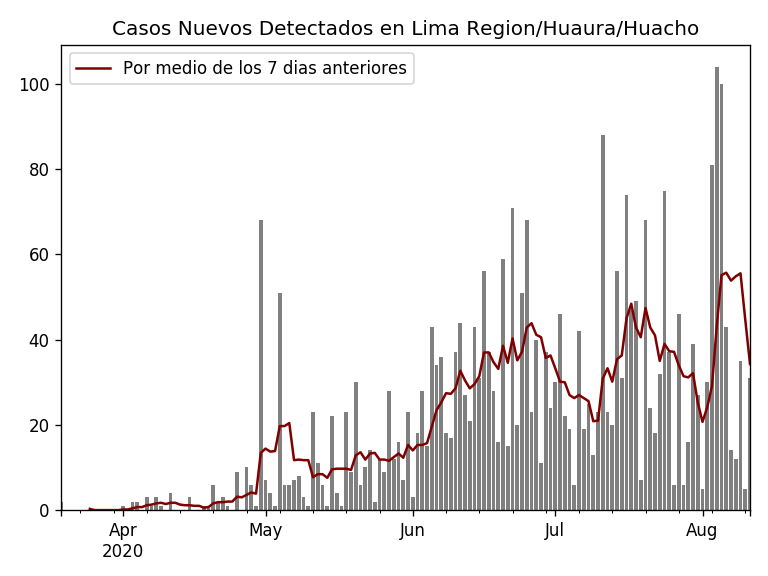 Casos Nuevos Detectados en Lima Region/Huaura/Huacho
Por medio de los 7 dias anteriores
100
80
60
40
20
0
Apr May Jun Jul Aug
2020